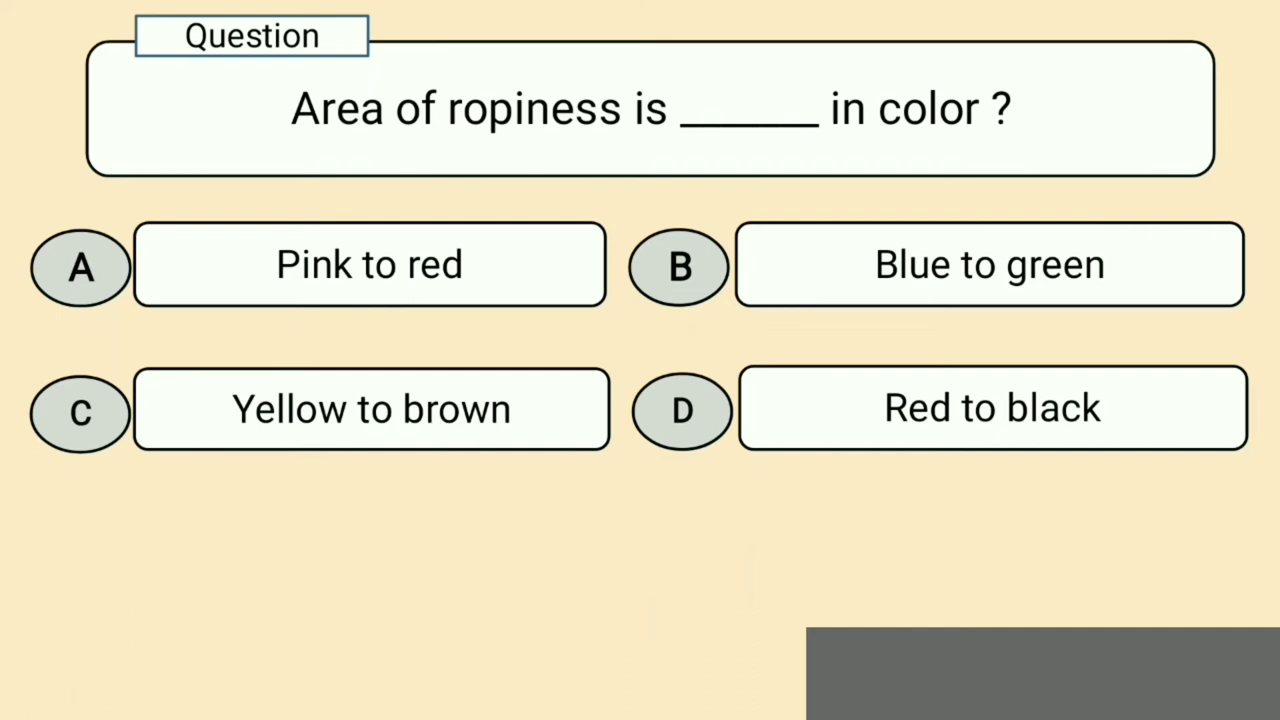 Question
Area of ropiness is ______ in color ?
A
Pink to red
B
Blue to green
C
Yellow to brown
D
Red to black